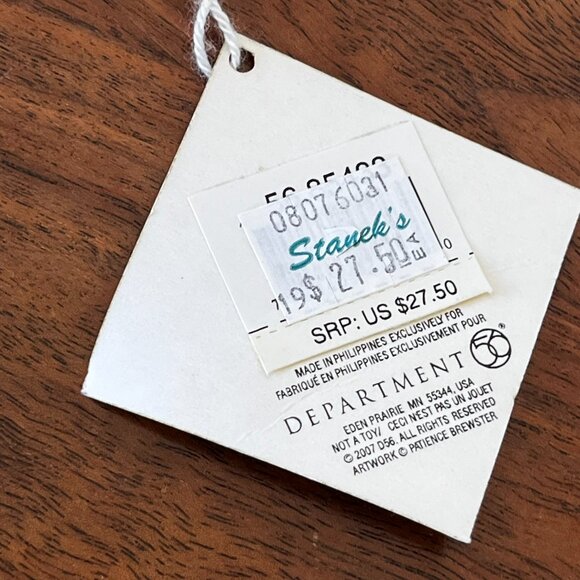 08076031
Stanek's
19$ 27.50 EA
0
SRP: US $27.50
MADE IN PHILIPPINES EXCLUSIVELY FOR
FABRIQUÉ EN PHILIPPINES EXCLUSIVEMENT POUR
DEPARTMENT 56®
EDEN PRAIRIE MN 55344, USA
NOT A TOY/ CECI N'EST PAS UN JOUET
© 2007 D56. ALL RIGHTS RESERVED
ARTWORK © PATIENCE BREWSTER